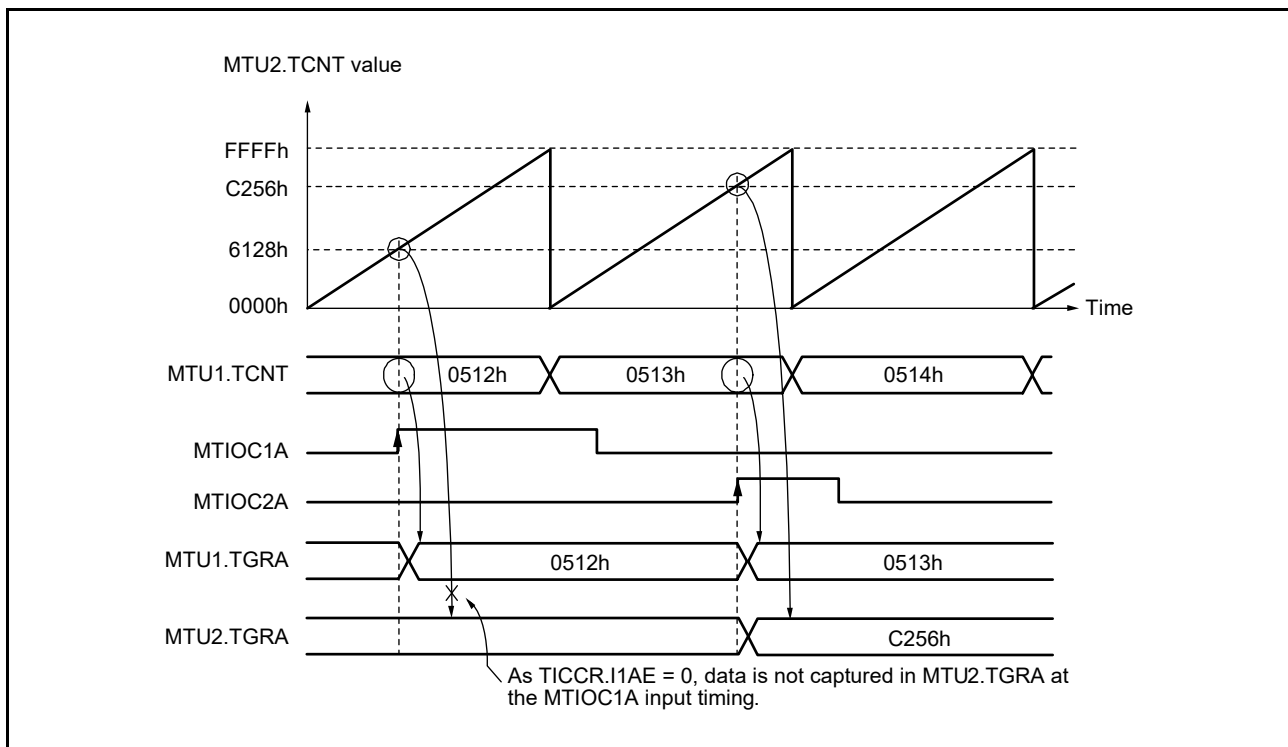 MTU2.TCNT value
FFFFh
C256h
6128h
0000h
Time
MTU1.TCNT 0512h 0513h 0514h
MTIOC1A
MTIOC2A
MTU1.TGRA 0512h 0513h
MTU2.TGRA C256h
As TICCR.I1AE = 0, data is not captured in MTU2.TGRA at
the MTIOC1A input timing.